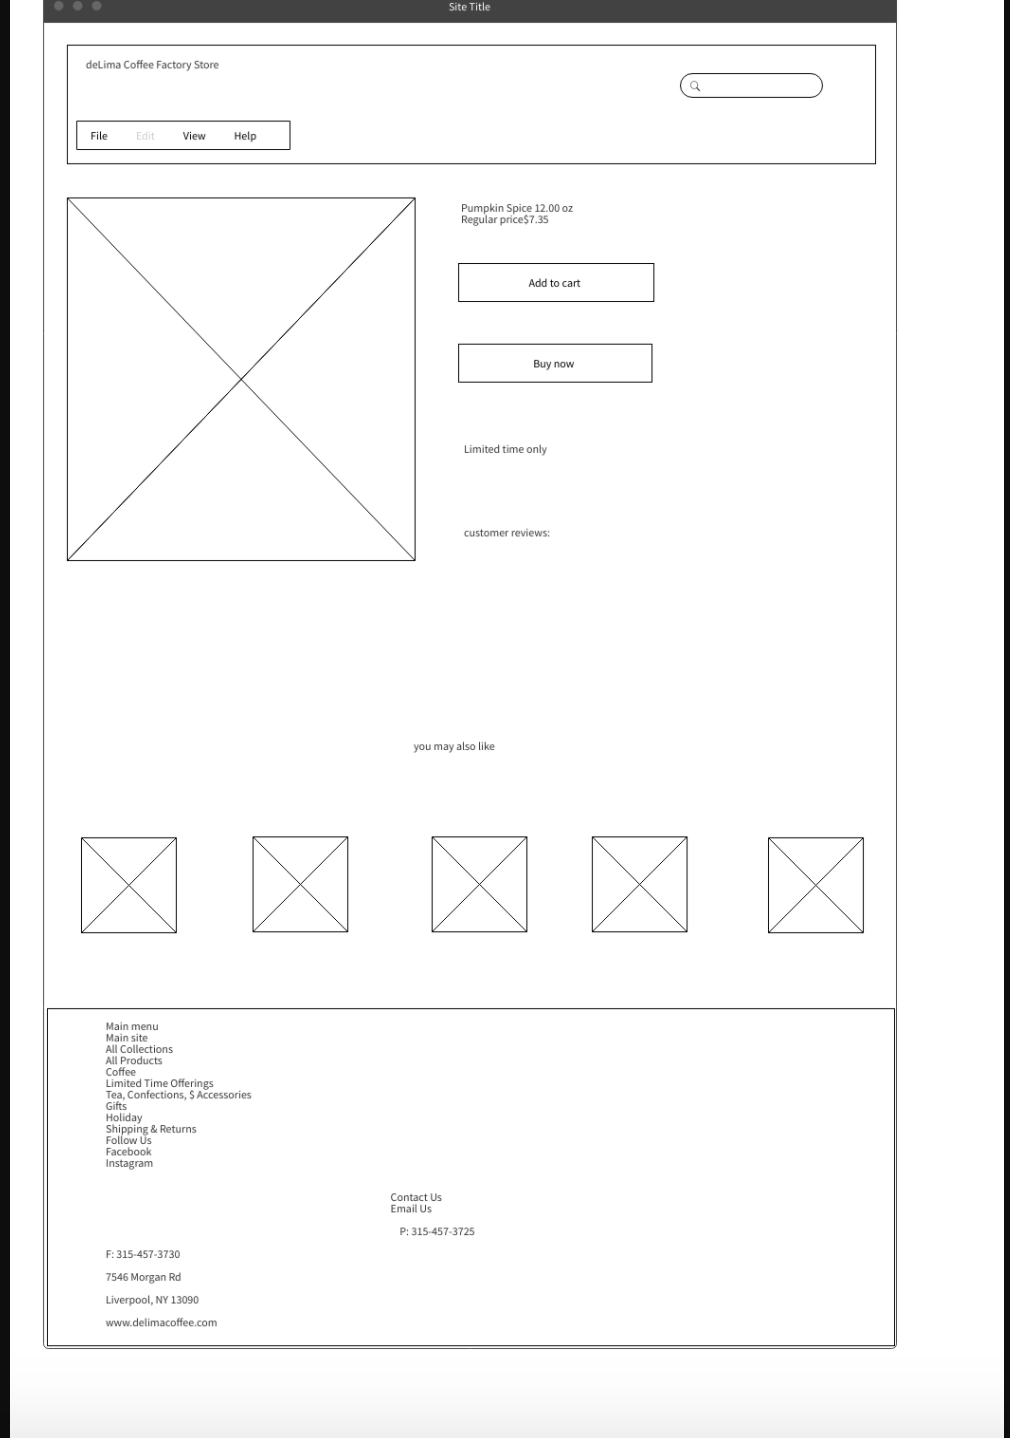 Site Title
deLima Coffee Factory Store
File Edit View Help
Pumpkin Spice 12.00 oz
Regular price$7.35
Add to cart
Buy now
Limited time only
customer reviews:
you may also like
Main menu
Main site
All Collections
All Products
Coffee
Limited Time Offerings
Tea, Confections, $ Accessories
Gifts
Holiday
Shipping & Returns
Follow Us
Facebook
Instagram
Contact Us
Email Us
P: 315-457-3725
F: 315-457-3730
7546 Morgan Rd
Liverpool, NY 13090
www.delimacoffee.com